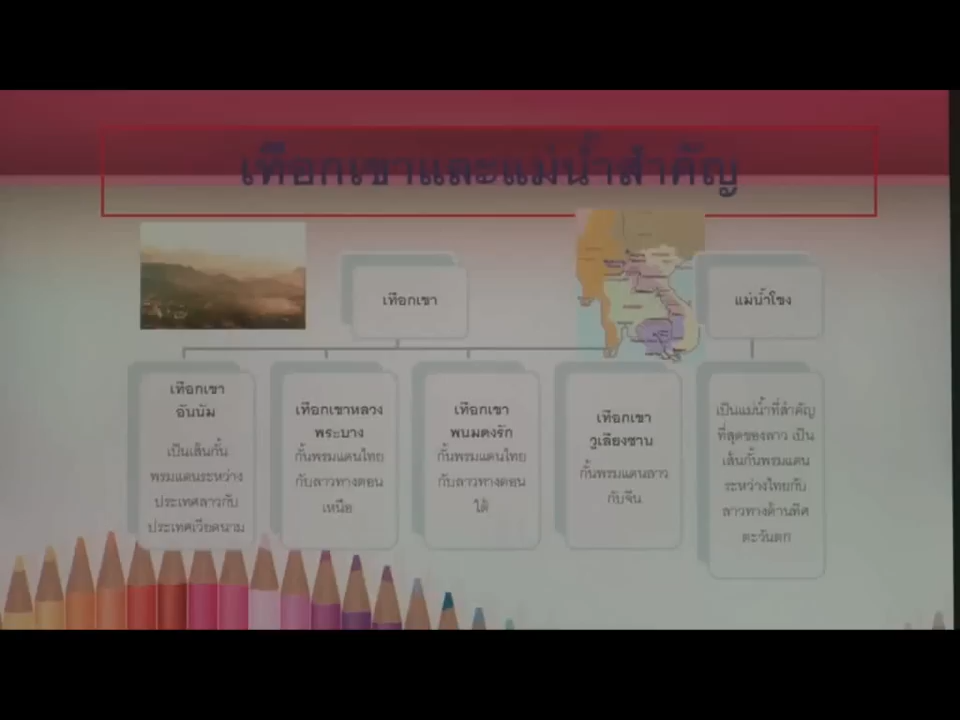 เทือกเขาและแม่น้ำสำคัญ
เทือกเขา
แม่น้ำโขง
เทือกเขา
อันนัม
เป็นเส้นกั้น
พรมแดนระหว่าง
ประเทศลาวกับ
ประเทศเวียดนาม
เทือกเขาหลวง
พระบาง
กั้นพรมแดนไทย
กับลาวทางตอน
เหนือ
เทือกเขา
พนมดงรัก
กั้นพรมแดนไทย
กับลาวทางตอน
ใต้
เทือกเขา
วูเลียงซาน
กั้นพรมแดนลาว
กับจีน
เป็นแม่น้ำที่สำคัญ
ที่สุดของลาว เป็น
เส้นกั้นพรมแดน
ระหว่างไทยกับ
ลาวทางด้านทิศ
ตะวันตก